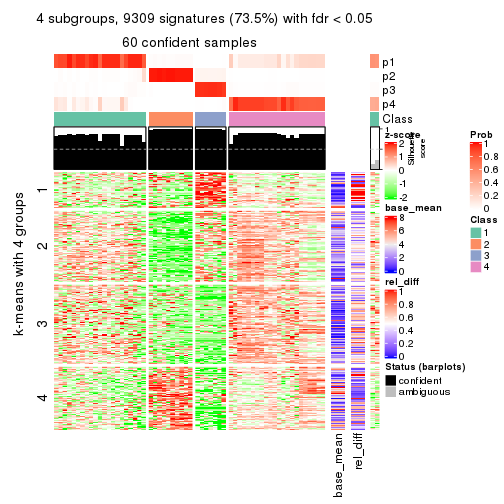 4 subgroups, 9309 signatures (73.5%) with fdr < 0.05
60 confident samples
p1
p2
p3
p4
Class
1
0
Silhouette
score
k-means with 4 groups
1
2
3
4
base_mean
rel_diff
z-score
2
1
0
-1
-2
base_mean
8
6
4
2
0
rel_diff
1
0.8
0.6
0.4
0.2
0
Status (barplots)
confident
ambiguous
Prob
1
0.8
0.6
0.4
0.2
0
Class
1
2
3
4